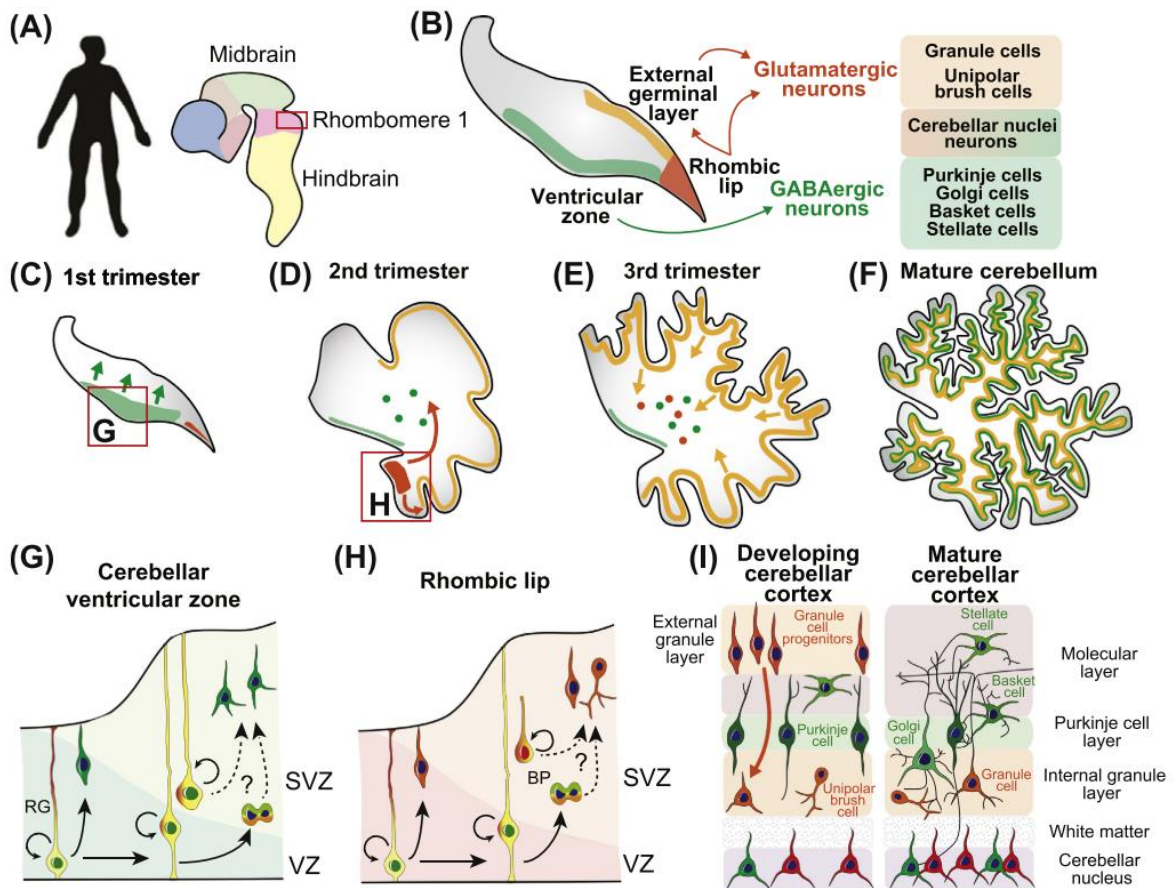 (A)
Midbrain
Rhombomere 1
Hindbrain
(B)
External
germinal
layer
Glutamatergic
neurons
Rhombic
lip
Ventricular
zone
GABAergic
neurons
Granule cells
Unipolar
brush cells
Cerebellar nuclei
neurons
Purkinje cells
Golgi cells
Basket cells
Stellate cells
(C)
1st trimester
G
(D)
2nd trimester
H
(E)
3rd trimester
(F)
Mature cerebellum
(G)
Cerebellar
ventricular zone
RG
?
SVZ
VZ
(H)
Rhombic lip
BP
?
SVZ
VZ
(I)
Developing
cerebellar
cortex
Mature
cerebellar
cortex
External
granule
layer
Granule
cell
progenitors
Purkinje
cell
Unipolar
brush cell
Stellate
cell
Basket
cell
Golgi
cell
Granule
cell
Molecular
layer
Purkinje cell
layer
Internal granule
layer
White matter
Cerebellar
nucleus